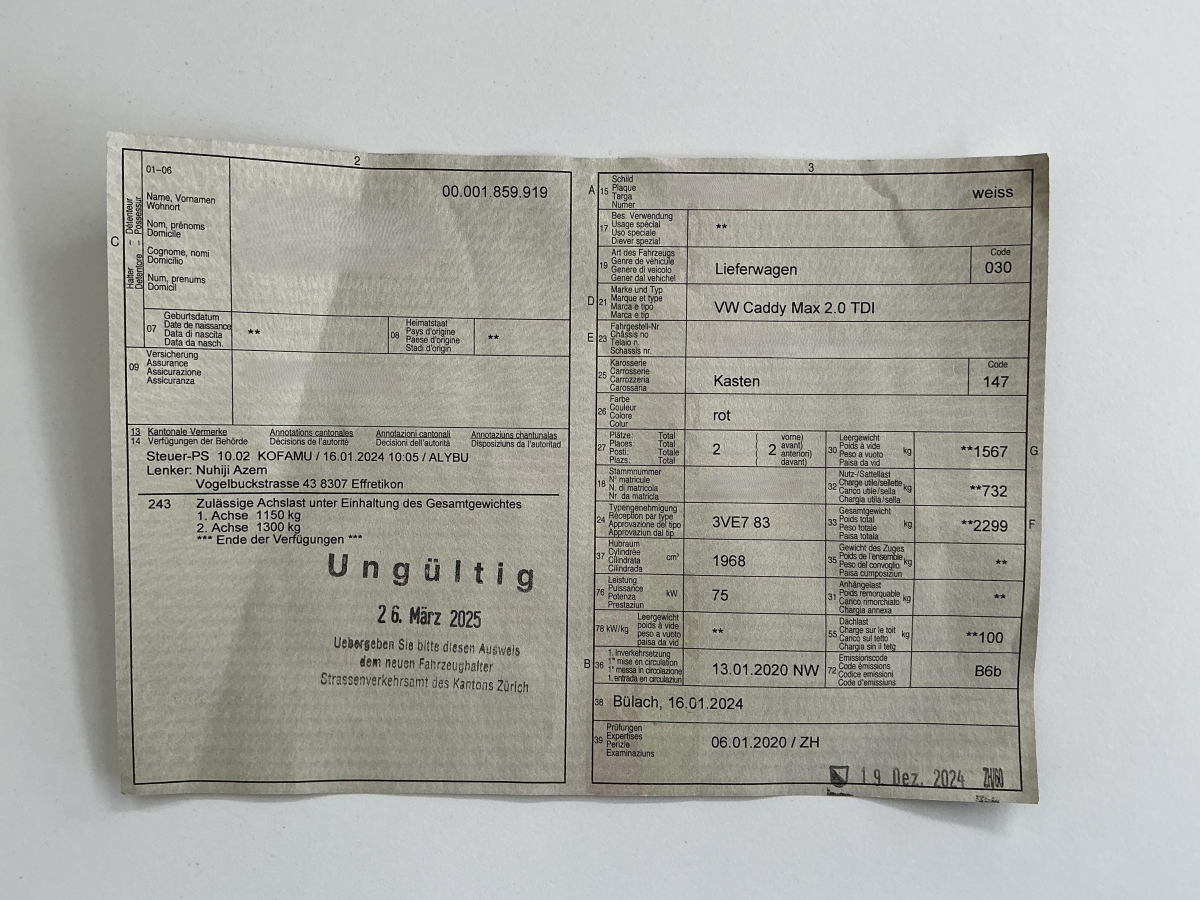 2
01–06
00.001.859.919
C
Halter – Détenteur
Detentore – Possessur
Name, Vornamen
Wohnort
Nom, prénoms
Domicile
Cognome, nomi
Domicilio
Num, prenums
Domicil
07
Geburtsdatum
Date de naissance
Data di nascita
Data da nasch.
**
08
Heimatstaat
Pays d'origine
Paese d'origine
Stadi d'origin
**
09
Versicherung
Assurance
Assicurazione
Assicuranza
13 Kantonale Vermerke Annotations cantonales Annotazioni cantonali Annotaziuns chantunalas
14 Verfügungen der Behörde Décisions de l'autorité Decisioni dell'autorità Disposiziuns da l'autoritad
Steuer-PS 10.02 KOFAMU / 16.01.2024 10:05 / ALYBU
Lenker: Nuhiji Azem
Vogelbuckstrasse 43 8307 Effretikon
243 Zulässige Achslast unter Einhaltung des Gesamtgewichtes
1. Achse 1150 kg
2. Achse 1300 kg
*** Ende der Verfügungen ***
Ungültig
26. März 2025
Uebergeben Sie bitte diesen Ausweis
dem neuen Fahrzeughalter
Strassenverkehrsamt des Kantons Zürich
3
A 15
Schild
Plaque
Targa
Numer
weiss
17
Bes. Verwendung
Usage spécial
Uso speciale
Diever spezial
**
19
Art des Fahrzeugs
Genre de véhicule
Genere di veicolo
Gener dal vehichel
Lieferwagen
Code
030
D 21
Marke und Typ
Marque et type
Marca e tipo
Marca e tip
VW Caddy Max 2.0 TDI
E 23
Fahrgestell-Nr.
Châssis no
Telaio n.
Schassis nr.
25
Karosserie
Carrosserie
Carrozzeria
Carossaria
Kasten
Code
147
26
Farbe
Couleur
Colore
Colur
rot
27
Plätze: Total
Places: Total
Posti: Totale
Plazs: Total
2
2
vorne)
avant)
anteriori)
davant)
30
Leergewicht
Poids à vide
Peso a vuoto
Paisa da vid
kg
**1567
G
18
Stammnummer
N° matricule
N. di matricola
Nr. da matricla
32
Nutz-/Sattellast
Charge utile/sellette
Carico utile/sella
Chargia utila/sella
kg
**732
24
Typengenehmigung
Réception par type
Approvazione del tipo
Approvaziun dal tip
3VE7 83
33
Gesamtgewicht
Poids total
Peso totale
Paisa totala
kg
**2299
F
37
Hubraum
Cylindrée
Cilindrata
Cilindrada
cm³
1968
35
Gewicht des Zuges
Poids de l'ensemble
Peso del convoglio
Paisa cumposiziun
kg
**
76
Leistung
Puissance
Potenza
Prestaziun
kW
75
31
Anhängelast
Poids remorquable
Carico rimorchiato
Chargia annexa
kg
**
78 kW/kg
Leergewicht
poids à vide
peso a vuoto
paisa da vid
**
55
Dachlast
Charge sur le toit
Carico sul tetto
Chargia sin il tetg
kg
**100
B 36
1. Inverkehrsetzung
1re mise en circulation
1a messa in circolazione
1. entrada en circulaziun
13.01.2020 NW
72
Emissionscode
Code émissions
Codice emissioni
Code d'emissiuns
B6b
38 Bülach, 16.01.2024
39
Prüfungen
Expertises
Perizie
Examinaziuns
06.01.2020 / ZH
19. Dez. 2024 ZH/60